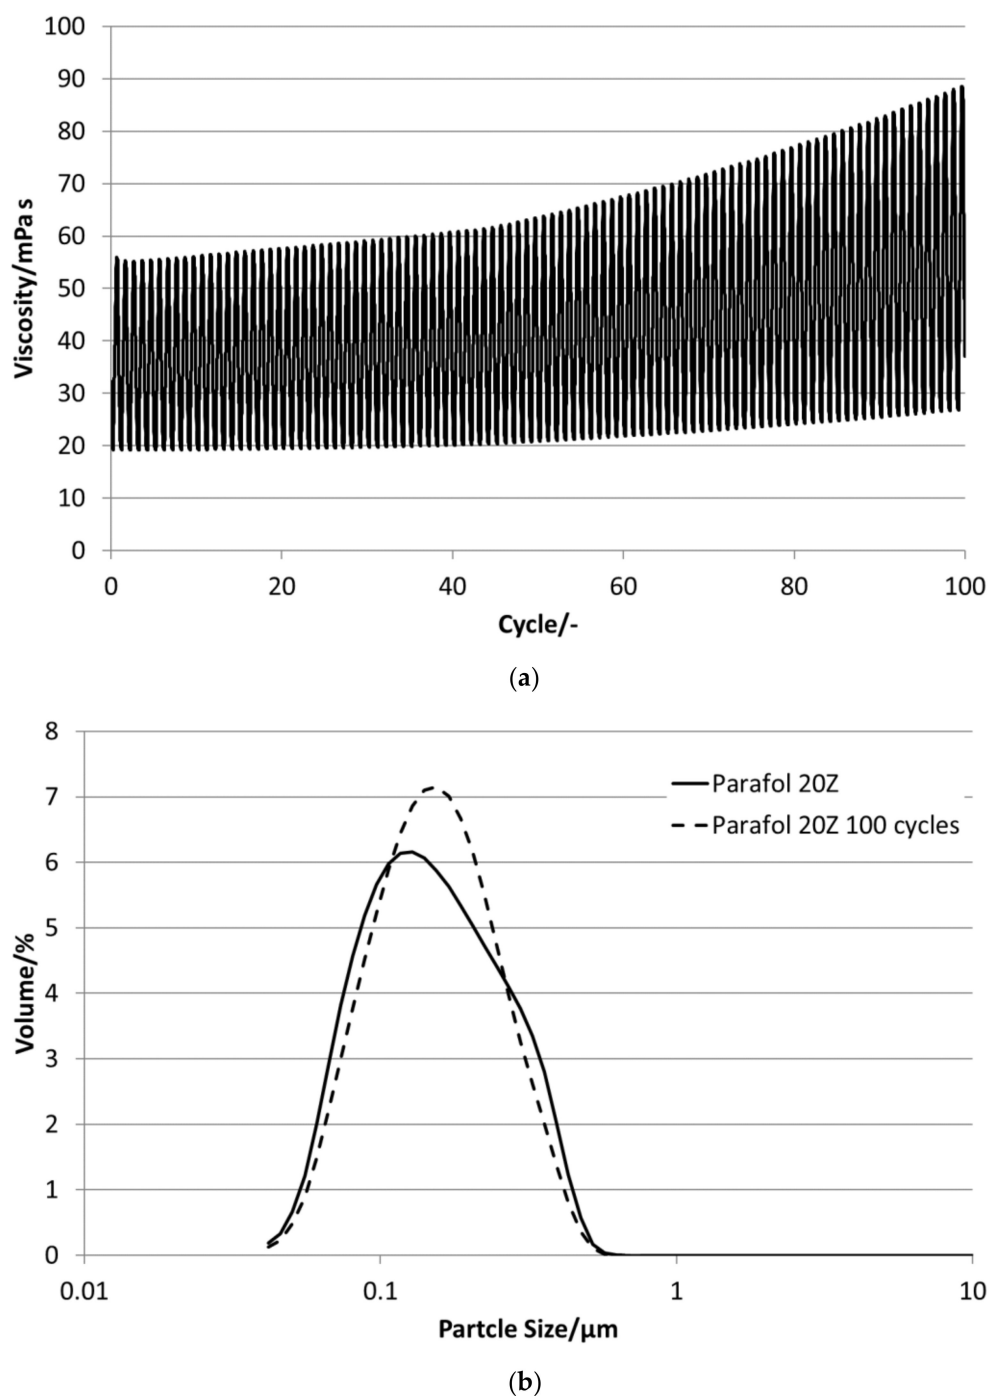 100
90
80
70
60
50
40
30
20
10
0
Viscosity/mPa s
0 20 40 60 80 100
Cycle/-
(a)
8
7
6
5
4
3
2
1
0
Volume/%
Parafol 20Z
Parafol 20Z 100 cycles
0.01 0.1 1 10
Partcle Size/µm
(b)